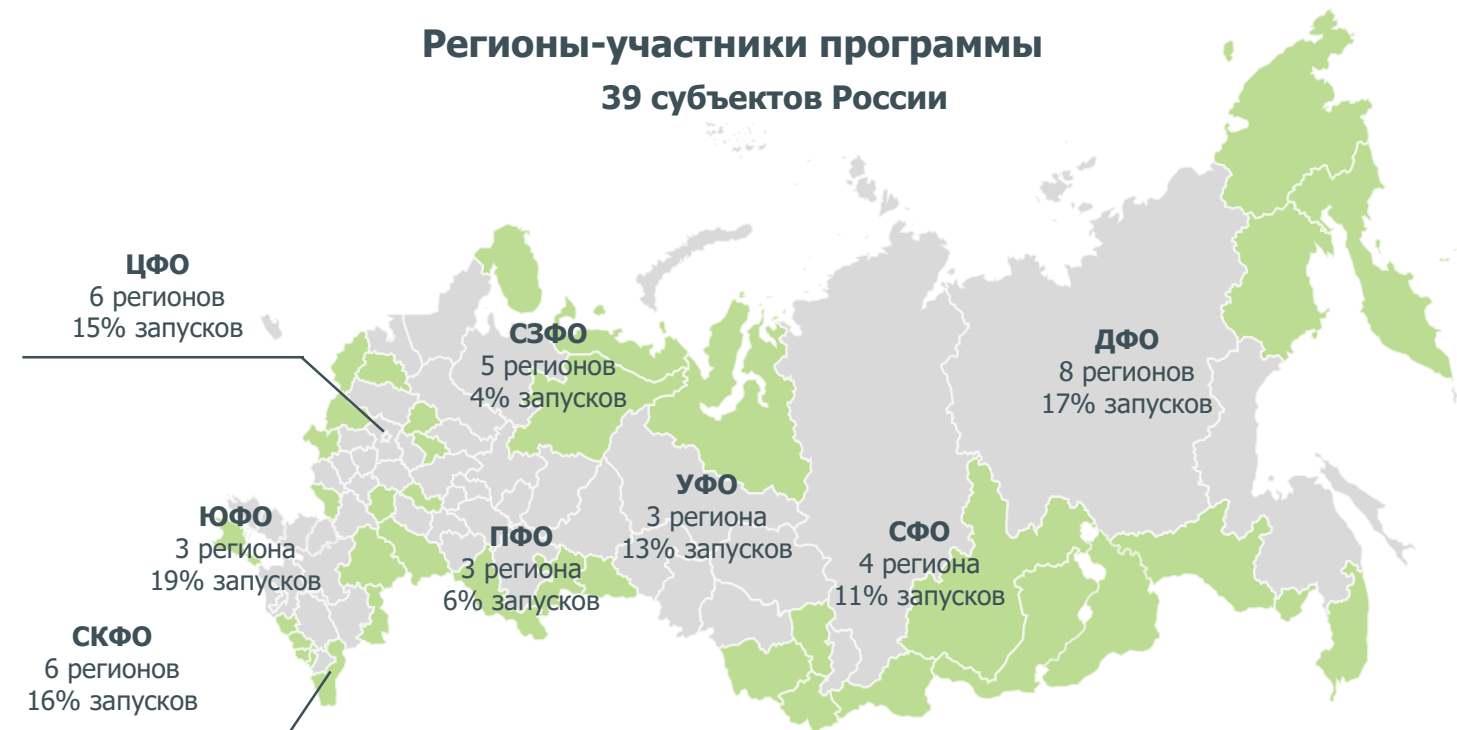 Регионы-участники программы
39 субъектов России
ЦФО
6 регионов
15% запусков
СЗФО
5 регионов
4% запусков
ДФО
8 регионов
17% запусков
ЮФО
3 региона
19% запусков
ПФО
3 региона
6% запусков
УФО
3 региона
13% запусков
СФО
4 региона
11% запусков
СКФО
6 регионов
16% запусков